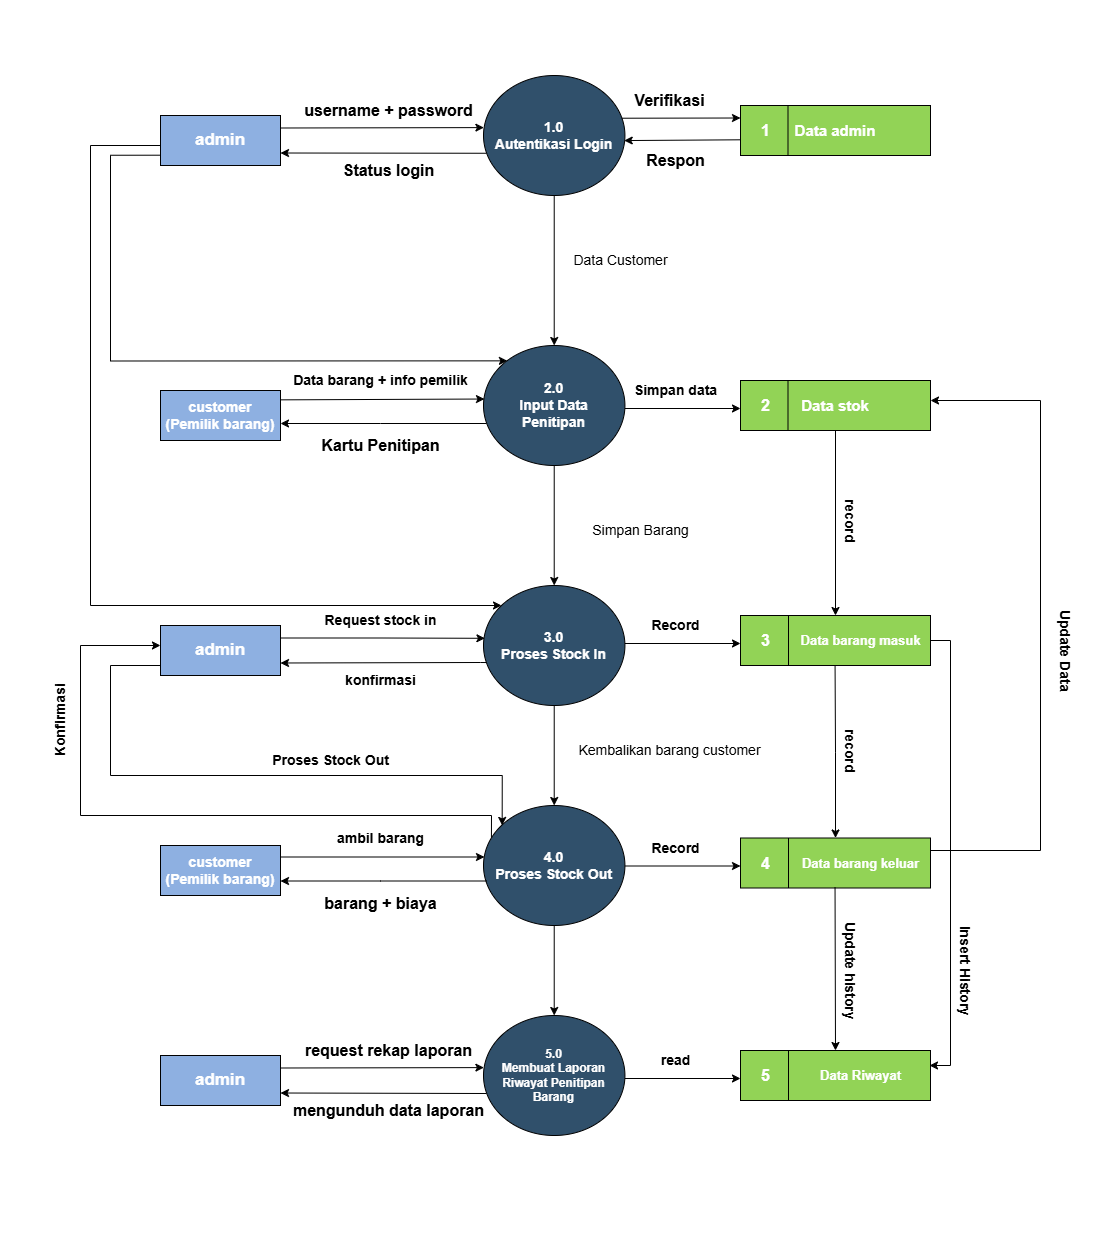 username + password
Verifikasi
admin
1.0
Autentikasi Login
1
Data admin
Status login
Respon
Data Customer
Data barang + info pemilik
2.0
Input Data
Penitipan
Simpan data
customer
(Pemilik barang)
2
Data stok
Kartu Penitipan
record
Simpan Barang
Request stock in
3.0
Proses Stock In
Record
admin
3
Data barang masuk
konfirmasi
Update Data
Konfirmasi
Proses Stock Out
Kembalikan barang customer
record
ambil barang
4.0
Proses Stock Out
Record
customer
(Pemilik barang)
4
Data barang keluar
barang + biaya
Update history
Insert History
request rekap laporan
5.0
Membuat Laporan
Riwayat Penitipan
Barang
read
admin
5
Data Riwayat
mengunduh data laporan